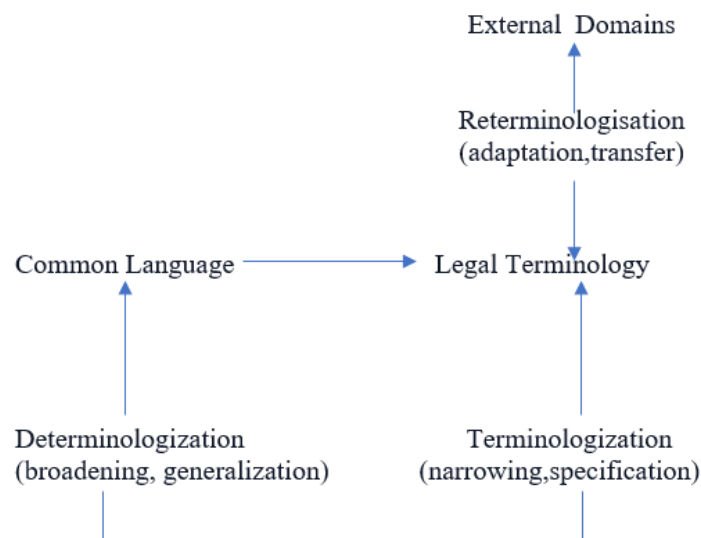 External Domains
Reterminologisation
(adaptation,transfer)
Common Language
Legal Terminology
Determinologization
(broadening, generalization)
Terminologization
(narrowing,specification)